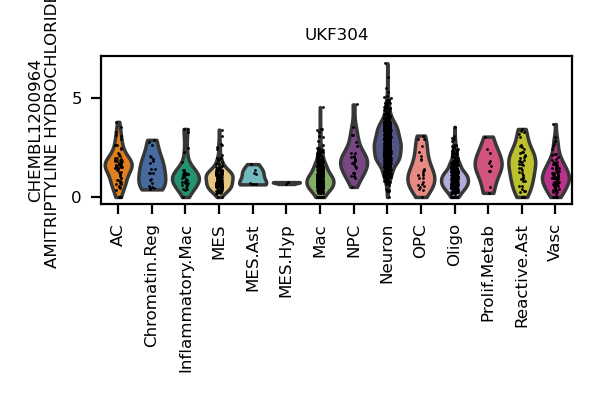 UKF304
CHEMBL1200964
AMITRIPTYLINE HYDROCHLORIDE
5
0
AC
Chromatin.Reg
Inflammatory.Mac
MES
MES.Ast
MES.Hyp
Mac
NPC
Neuron
OPC
Oligo
Prolif.Metab
Reactive.Ast
Vasc